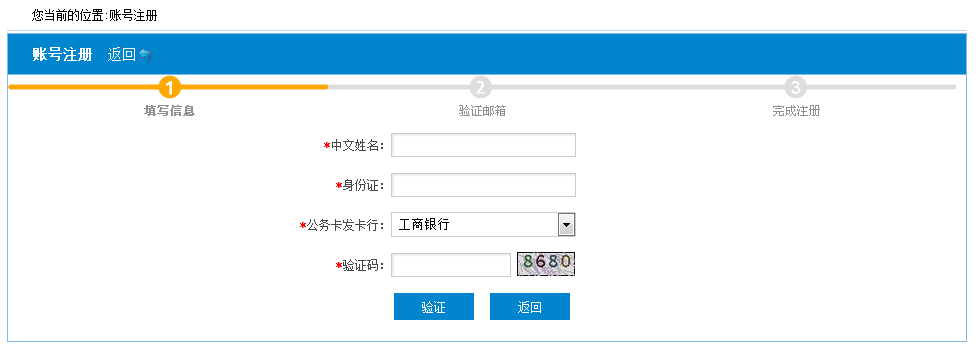 您当前的位置:账号注册
账号注册 返回
1 2 3
填写信息 验证邮箱 完成注册
*中文姓名:
*身份证:
*公务卡发卡行: 工商银行
*验证码: 8680
验证 返回